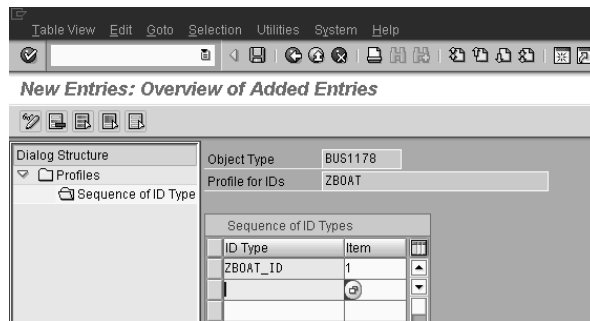 Table View Edit Goto Selection Utilities System Help
New Entries: Overview of Added Entries
Dialog Structure
Profiles
Sequence of ID Type
Object Type BUS1178
Profile for IDs ZBOAT
Sequence of ID Types
ID Type Item
ZBOAT_ID 1